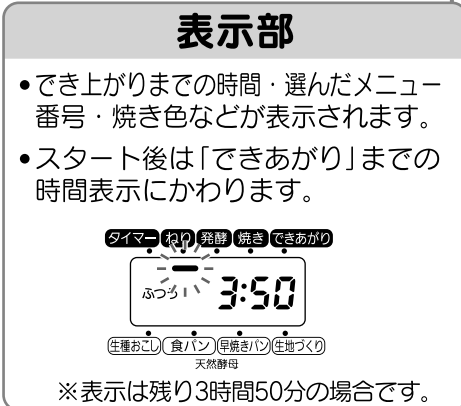 表示部
•でき上がりまでの時間・選んだメニュー
番号・焼き色などが表示されます。
•スタート後は「できあがり」までの
時間表示にかわります。
タイマー ねり 発酵 焼き できあがり
ふつう 3:50
生種おこし 食パン 早焼きパン 生地づくり
天然酵母
※表示は残り3時間50分の場合です。